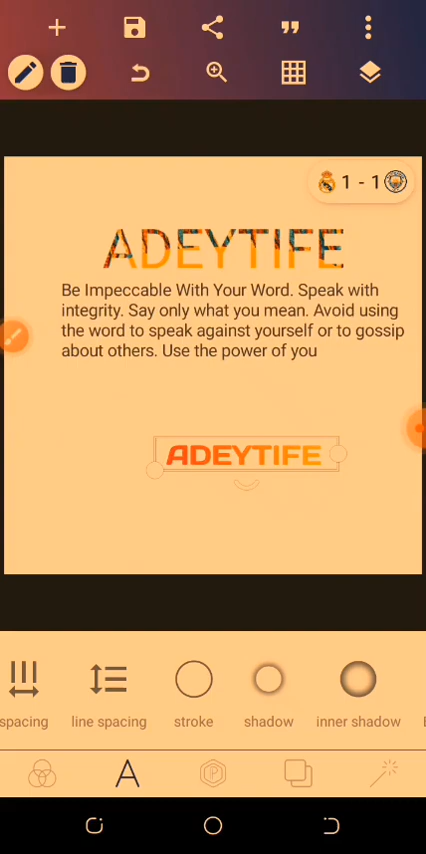 1 - 1
ADEYTIFE
Be Impeccable With Your Word. Speak with
integrity. Say only what you mean. Avoid using
the word to speak against yourself or to gossip
about others. Use the power of you
ADEYTIFE
spacing
line spacing
stroke
shadow
inner shadow
A